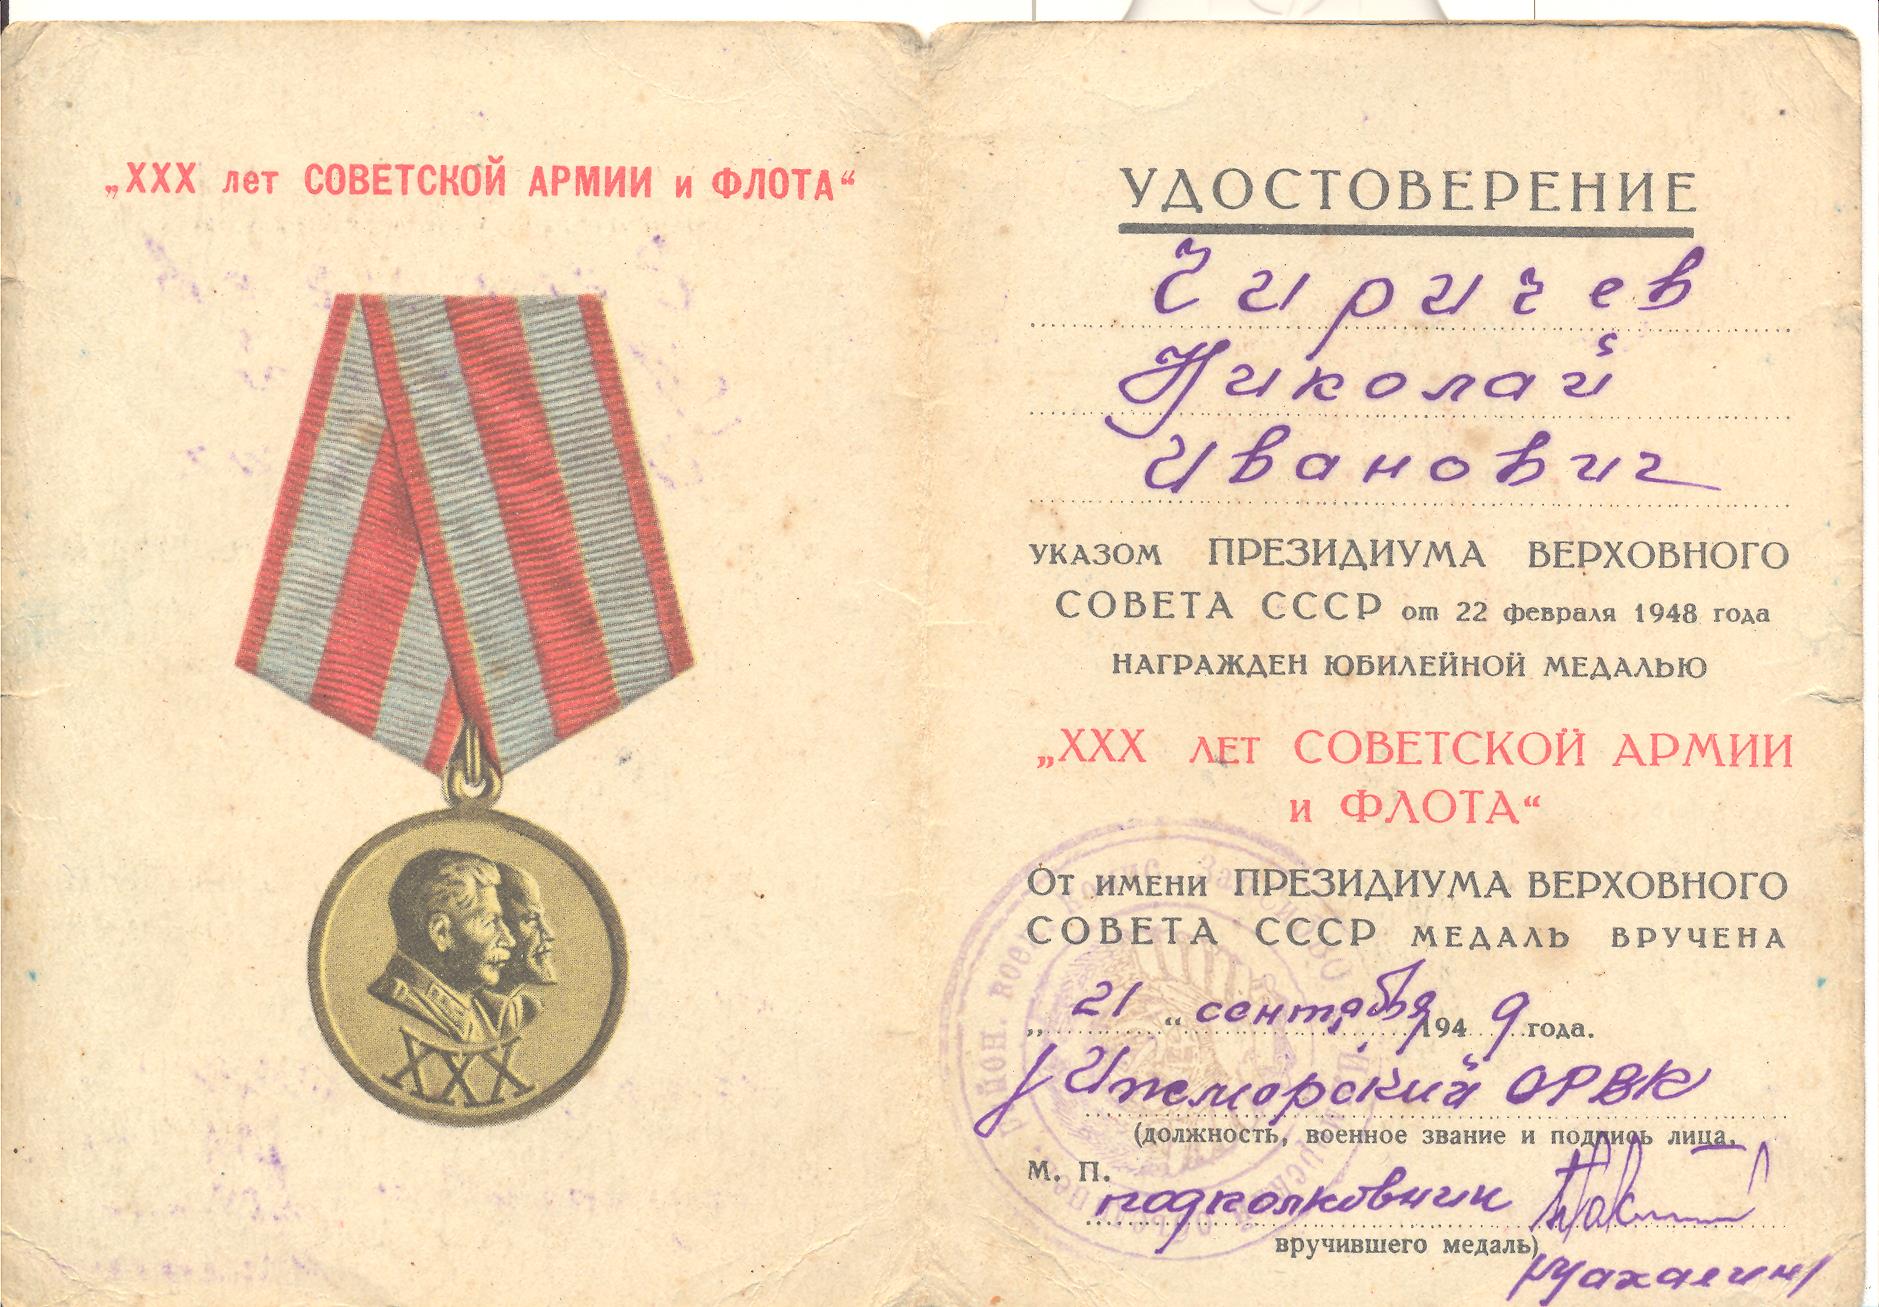 „XXX лет СОВЕТСКОЙ АРМИИ и ФЛОТА“
XXX
УДОСТОВЕРЕНИЕ
Чиричев
Николай
Иванович
указом ПРЕЗИДИУМА ВЕРХОВНОГО
СОВЕТА СССР от 22 февраля 1948 года
НАГРАЖДЕН ЮБИЛЕЙНОЙ МЕДАЛЬЮ
„XXX ЛЕТ СОВЕТСКОЙ АРМИИ
и ФЛОТА“
От имени ПРЕЗИДИУМА ВЕРХОВНОГО
СОВЕТА СССР МЕДАЛЬ ВРУЧЕНА
„21“ сентября 1949 года.
Ижморский ОРВК
(должность, военное звание и подпись лица,
М. П.
подполковник
вручившего медаль)